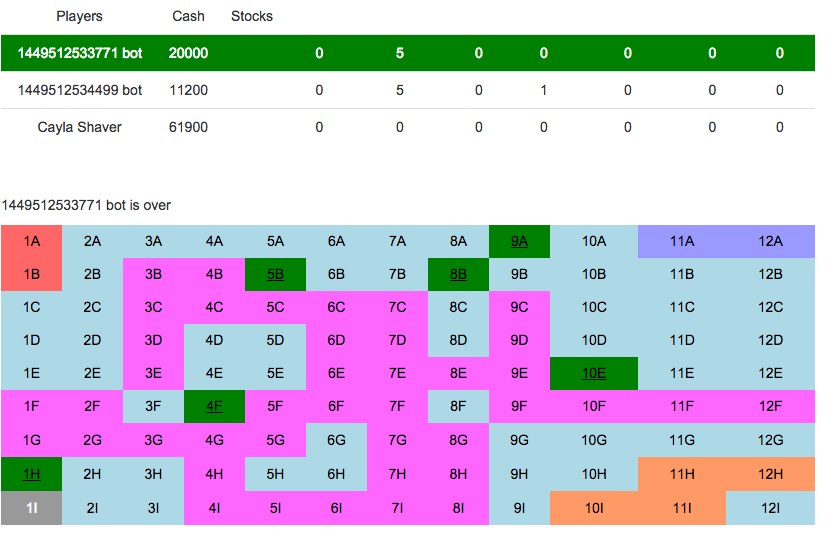 Players Cash Stocks
1449512533771 bot 20000 0 5 0 0 0 0 0
1449512534499 bot 11200 0 5 0 1 0 0 0
Cayla Shaver 61900 0 0 0 0 0 0 0
1449512533771 bot is over
1A 2A 3A 4A 5A 6A 7A 8A 9A 10A 11A 12A
1B 2B 3B 4B 5B 6B 7B 8B 9B 10B 11B 12B
1C 2C 3C 4C 5C 6C 7C 8C 9C 10C 11C 12C
1D 2D 3D 4D 5D 6D 7D 8D 9D 10D 11D 12D
1E 2E 3E 4E 5E 6E 7E 8E 9E 10E 11E 12E
1F 2F 3F 4F 5F 6F 7F 8F 9F 10F 11F 12F
1G 2G 3G 4G 5G 6G 7G 8G 9G 10G 11G 12G
1H 2H 3H 4H 5H 6H 7H 8H 9H 10H 11H 12H
1I 2I 3I 4I 5I 6I 7I 8I 9I 10I 11I 12I